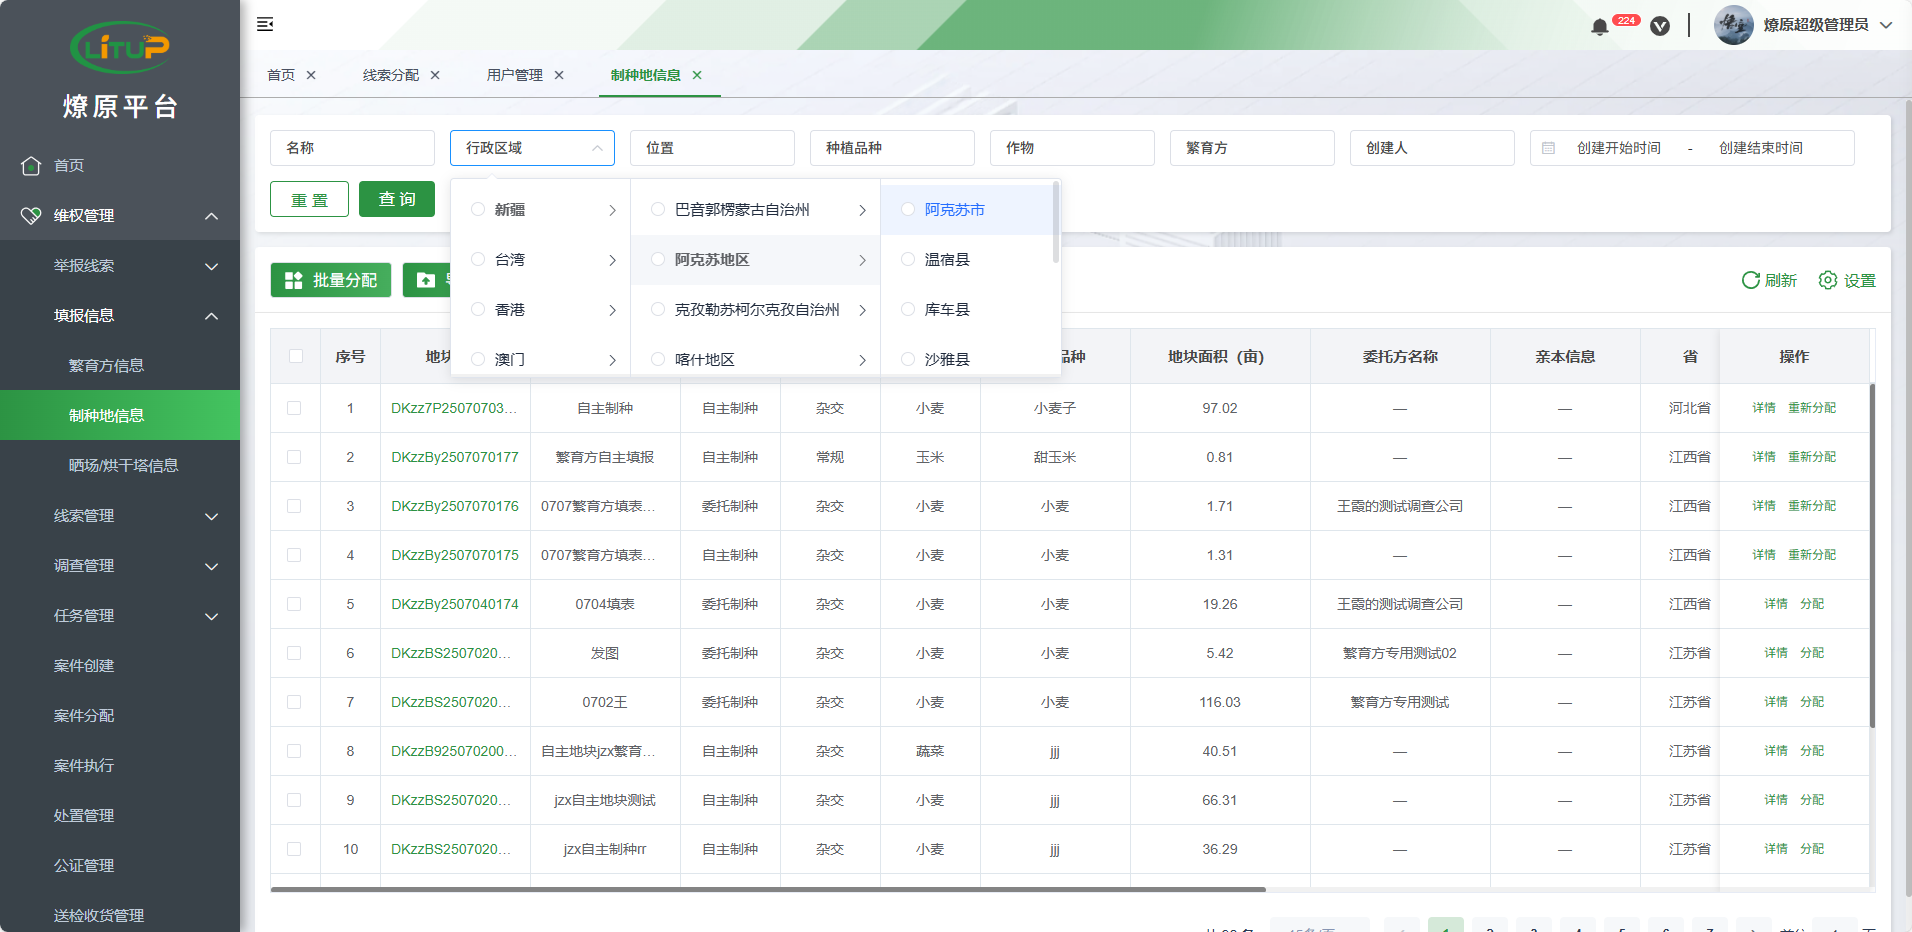 LiTUP
燎原平台
首页
维权管理
举报线索
填报信息
繁育方信息
制种地信息
晒场/烘干塔信息
线索管理
调查管理
任务管理
案件创建
案件分配
案件执行
处置管理
公证管理
送检收货管理
224 燎原超级管理员
首页 线索分配 用户管理 制种地信息
名称 行政区域 位置 种植品种 作物 繁育方 创建人 创建开始时间 - 创建结束时间
重置 查询
新疆 巴音郭楞蒙古自治州 阿克苏市
台湾 阿克苏地区 温宿县
香港 克孜勒苏柯尔克孜自治州 库车县
澳门 喀什地区 沙雅县
批量分配 刷新 设置
序号 地块 品种 地块面积（亩） 委托方名称 亲本信息 省 操作
1 DKzz7P25070703... 自主制种 自主制种 杂交 小麦 小麦子 97.02 — — 河北省 详情 重新分配
2 DKzzBy2507070177 繁育方自主填报 自主制种 常规 玉米 甜玉米 0.81 — — 江西省 详情 重新分配
3 DKzzBy2507070176 0707繁育方填表... 委托制种 杂交 小麦 小麦 1.71 王霞的测试调查公司 — 江西省 详情 重新分配
4 DKzzBy2507070175 0707繁育方填表... 自主制种 杂交 小麦 小麦 1.31 — — 江西省 详情 重新分配
5 DKzzBy2507040174 0704填表 委托制种 杂交 小麦 小麦 19.26 王霞的测试调查公司 — 江西省 详情 分配
6 DKzzBS2507020... 发图 委托制种 杂交 小麦 小麦 5.42 繁育方专用测试02 — 江苏省 详情 分配
7 DKzzBS2507020... 0702王 委托制种 杂交 小麦 小麦 116.03 繁育方专用测试 — 江苏省 详情 分配
8 DKzzB925070200... 自主地块jzx繁育... 自主制种 杂交 蔬菜 jjj 40.51 — — 江苏省 详情 分配
9 DKzzBS2507020... jzx自主地块测试 自主制种 杂交 小麦 jjj 66.31 — — 江苏省 详情 分配
10 DKzzBS2507020... jzx自主制种rr 自主制种 杂交 小麦 jjj 36.29 — — 江苏省 详情 分配